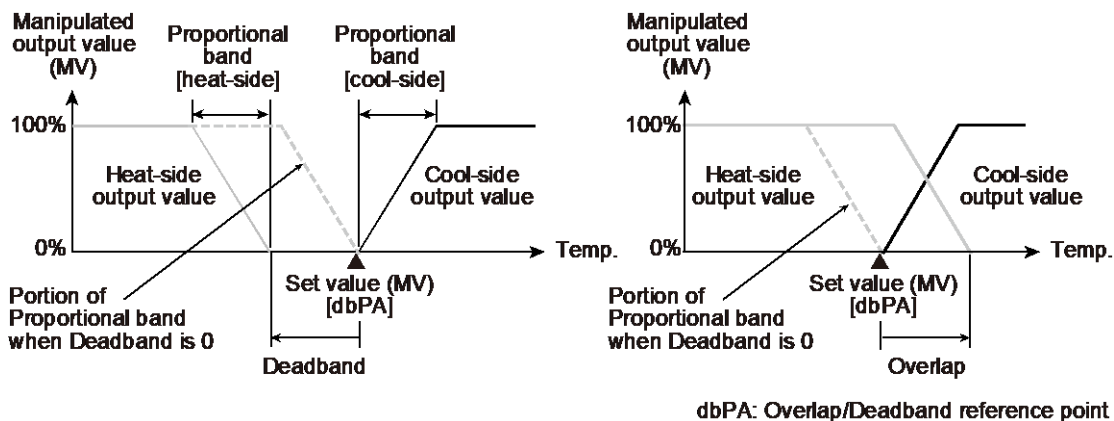 Manipulated
output value
(MV)
Proportional
band
[heat-side]
Proportional
band
[cool-side]
100%
Heat-side
output value
Cool-side
output value
0%
Temp.
Set value (MV)
[dbPA]
Portion of
Proportional band
when Deadband is 0
Deadband
Manipulated
output value
(MV)
100%
Heat-side
output value
Cool-side
output value
0%
Temp.
Set value (MV)
[dbPA]
Portion of
Proportional band
when Deadband is 0
Overlap
dbPA: Overlap/Deadband reference point